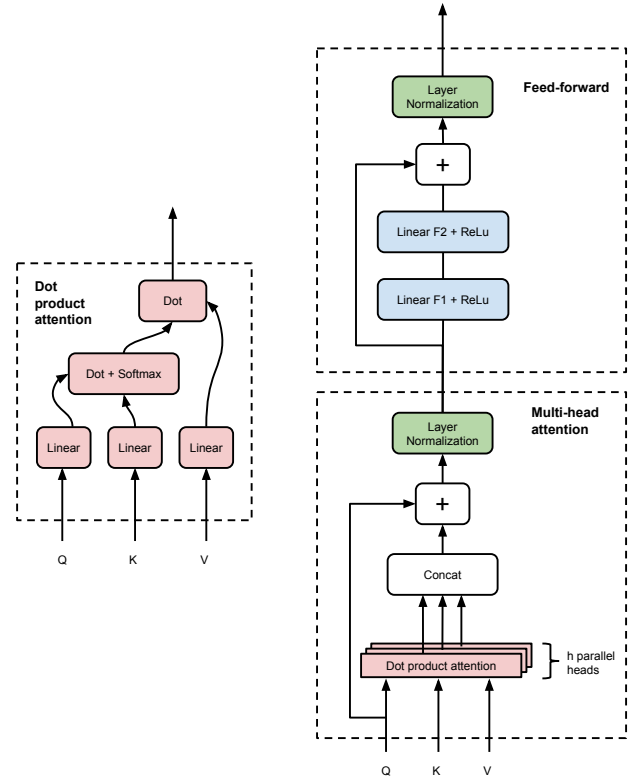 Dot
product
attention
Dot
Dot + Softmax
Linear
Linear
Linear
Q
K
V
Feed-forward
Layer
Normalization
+
Linear F2 + ReLu
Linear F1 + ReLu
Multi-head
attention
Layer
Normalization
+
Concat
Dot product attention
h parallel
heads
Q
K
V